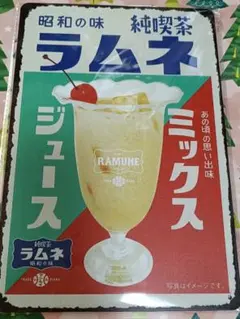 昭和の味 純喫茶
ラムネ
ミックス
ジュース
あの頃の思い出味
RAMUNE
純喫茶
ラムネ
昭和の味
写真はイメージです。